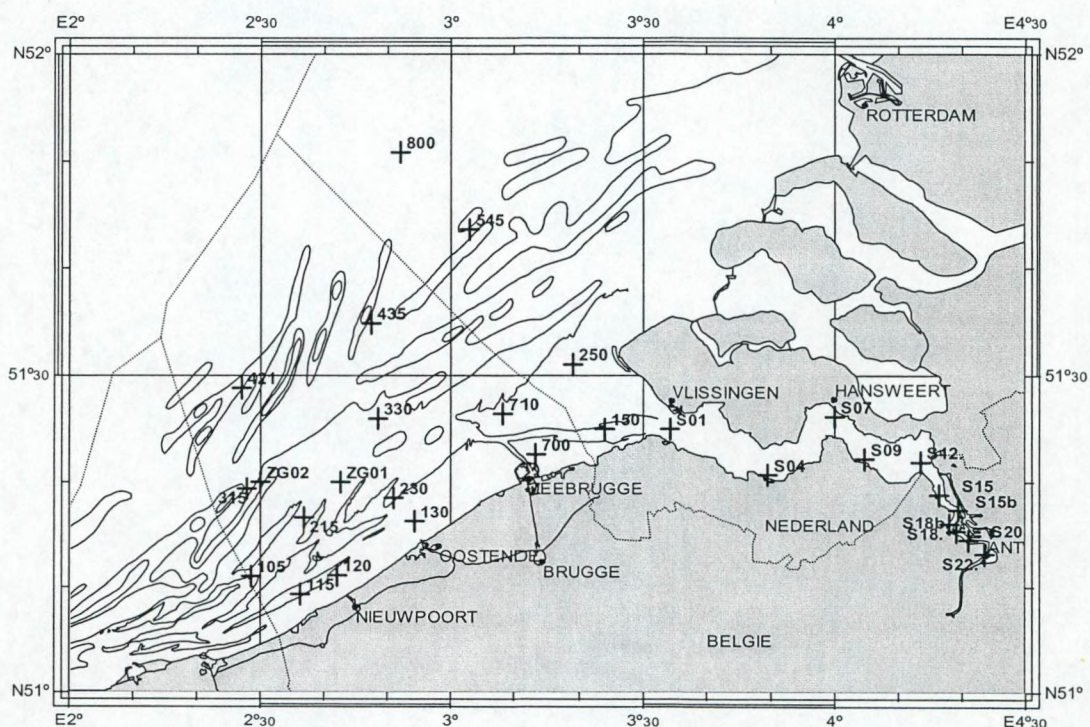 E2° 2°30 3° 3°30 4° E4°30
N52° N52°
ROTTERDAM
800
545
435
250
51°30 51°30
421
VLISSINGEN HANSWEERT
710
330 150 S01 S07
700
S09 S12
ZG02 ZG01 S04
315 ZEEBRUGGE S15
230 S15b
215 130 NEDERLAND S18b
S18. S20
OOSTENDE ANT
105 120 BRUGGE S22
115
NIEUWPOORT
BELGIE
N51° N51°
E2° 2°30 3° 3°30 4° E4°30